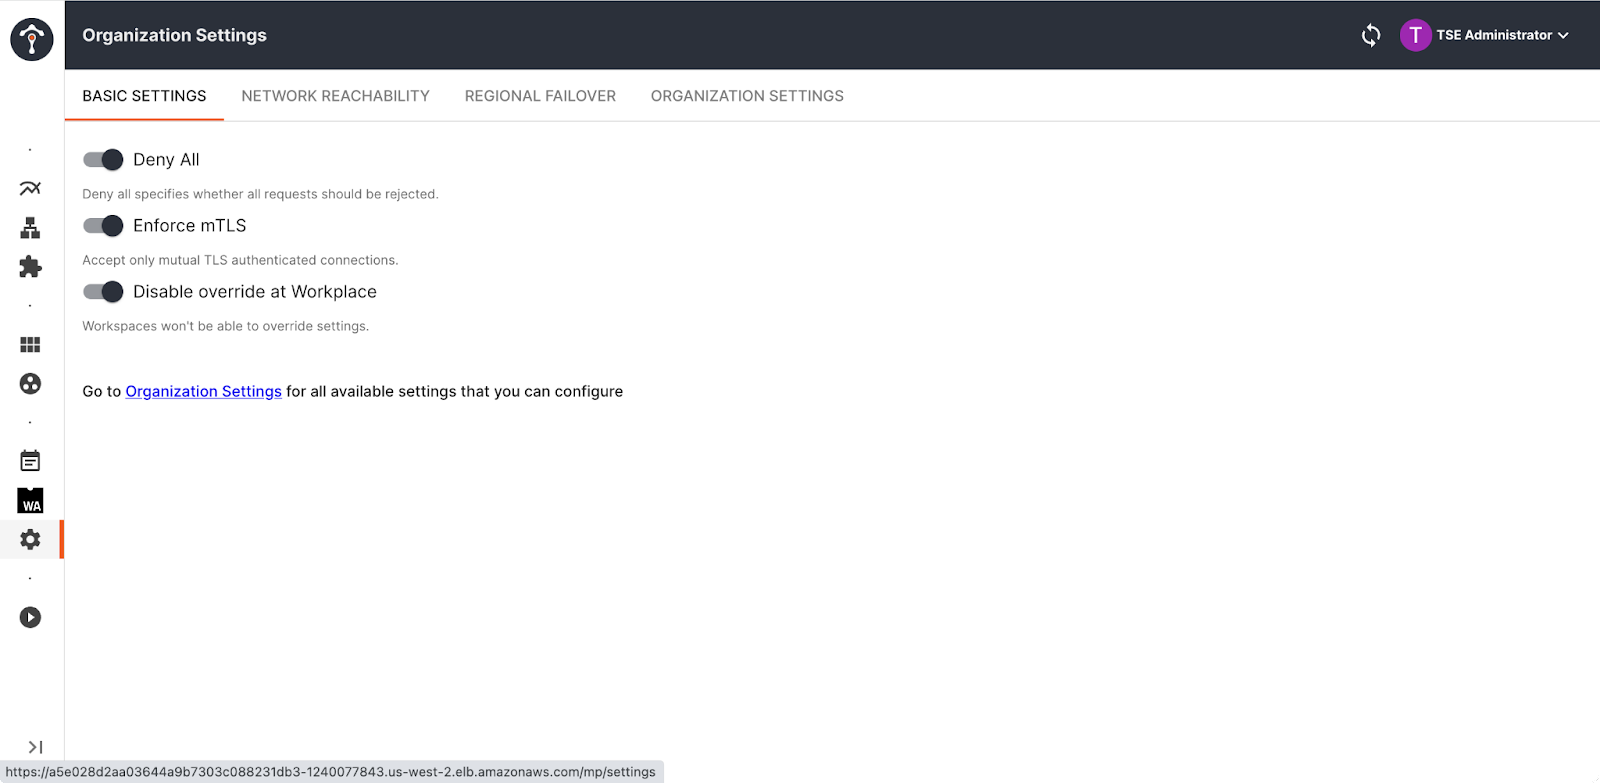 Organization Settings
T TSE Administrator
BASIC SETTINGS NETWORK REACHABILITY REGIONAL FAILOVER ORGANIZATION SETTINGS
Deny All
Deny all specifies whether all requests should be rejected.
Enforce mTLS
Accept only mutual TLS authenticated connections.
Disable override at Workplace
Workspaces won't be able to override settings.
Go to Organization Settings for all available settings that you can configure
WA
https://a5e028d2aa03644a9b7303c088231db3-1240077843.us-west-2.elb.amazonaws.com/mp/settings